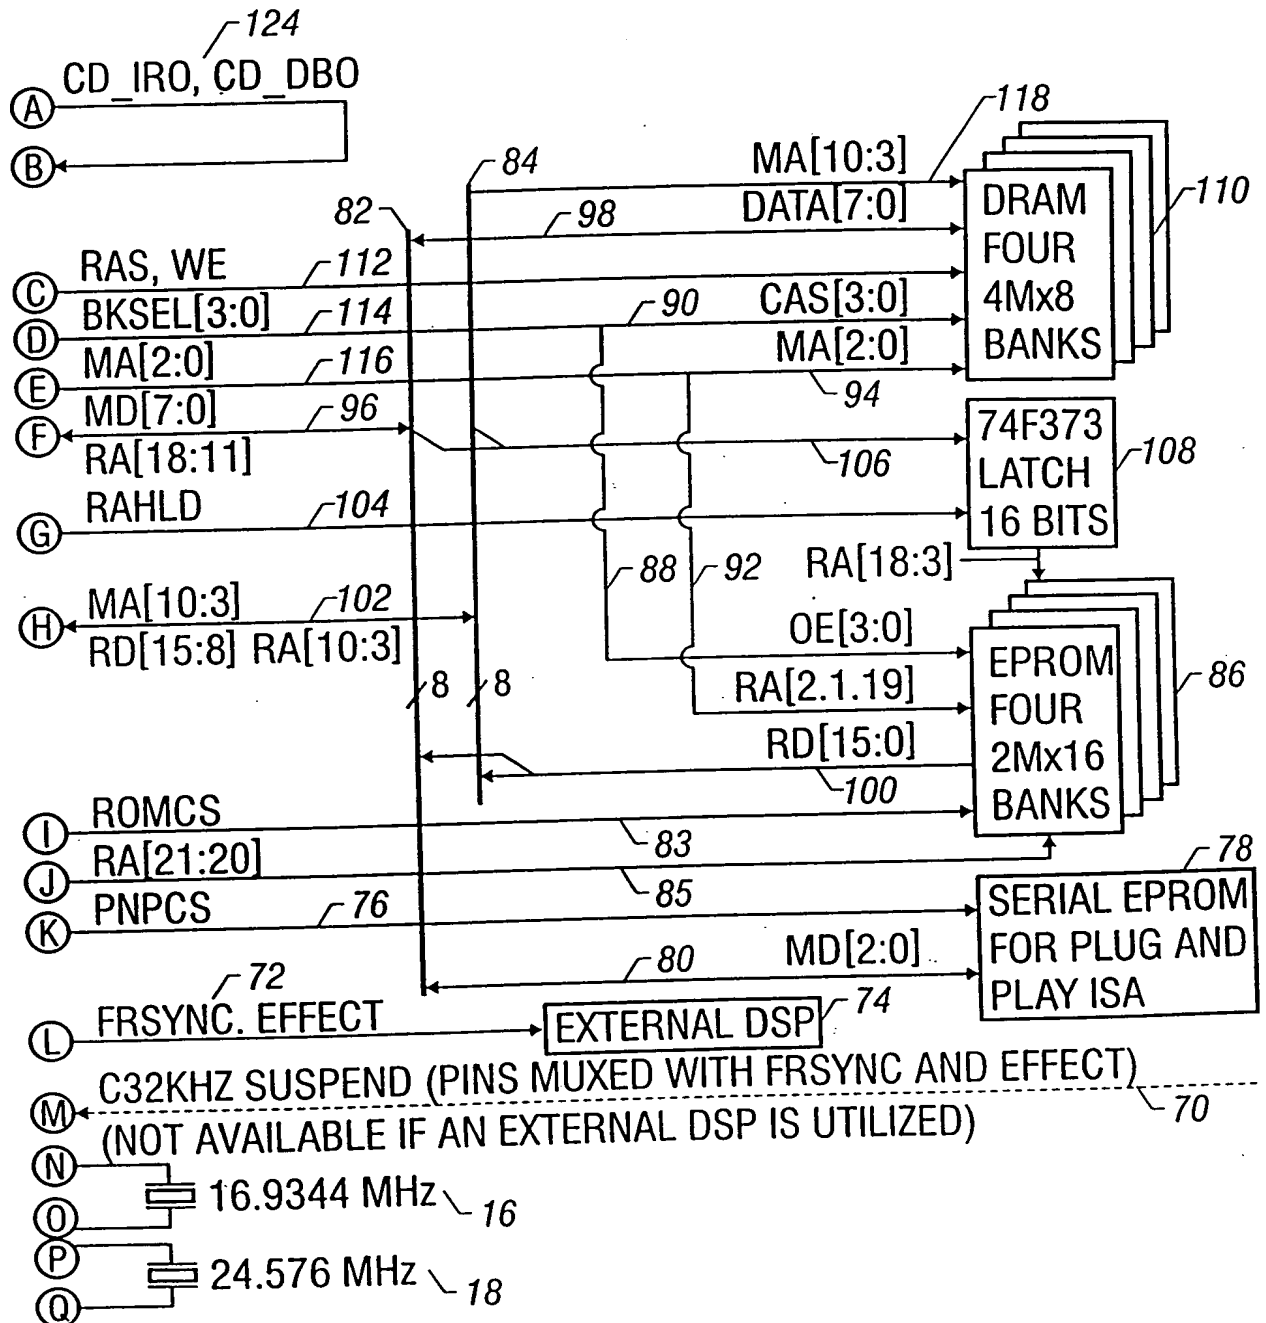 124
CD_IRO, CD_DBO
A
B
84
MA[10:3]
118
82
98
DATA[7:0]
DRAM
FOUR
4Mx8
BANKS
110
RAS, WE
112
C
BKSEL[3:0]
114
90
CAS[3:0]
D
MA[2:0]
116
MA[2:0]
94
E
MD[7:0]
96
F
RA[18:11]
106
74F373
LATCH
16 BITS
108
RAHLD
104
G
88
92
RA[18:3]
MA[10:3]
102
H
RD[15:8] RA[10:3]
OE[3:0]
8
8
RA[2.1.19]
EPROM
FOUR
2Mx16
BANKS
86
RD[15:0]
100
ROMCS
I
83
RA[21:20]
J
85
PNPCS
76
K
78
SERIAL EPROM
FOR PLUG AND
PLAY ISA
MD[2:0]
80
72
FRSYNC. EFFECT
L
EXTERNAL DSP
74
C32KHZ SUSPEND (PINS MUXED WITH FRSYNC AND EFFECT)
M
70
(NOT AVAILABLE IF AN EXTERNAL DSP IS UTILIZED)
N
16.9344 MHz
16
O
P
24.576 MHz
18
Q